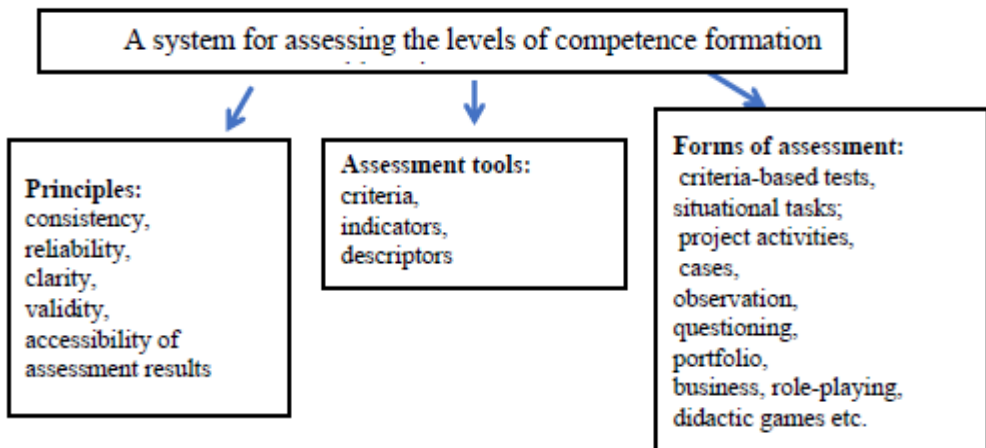 A system for assessing the levels of competence formation
Principles:
consistency,
reliability,
clarity,
validity,
accessibility of
assessment results
Assessment tools:
criteria,
indicators,
descriptors
Forms of assessment:
criteria-based tests,
situational tasks;
project activities,
cases,
observation,
questioning,
portfolio,
business, role-playing,
didactic games etc.